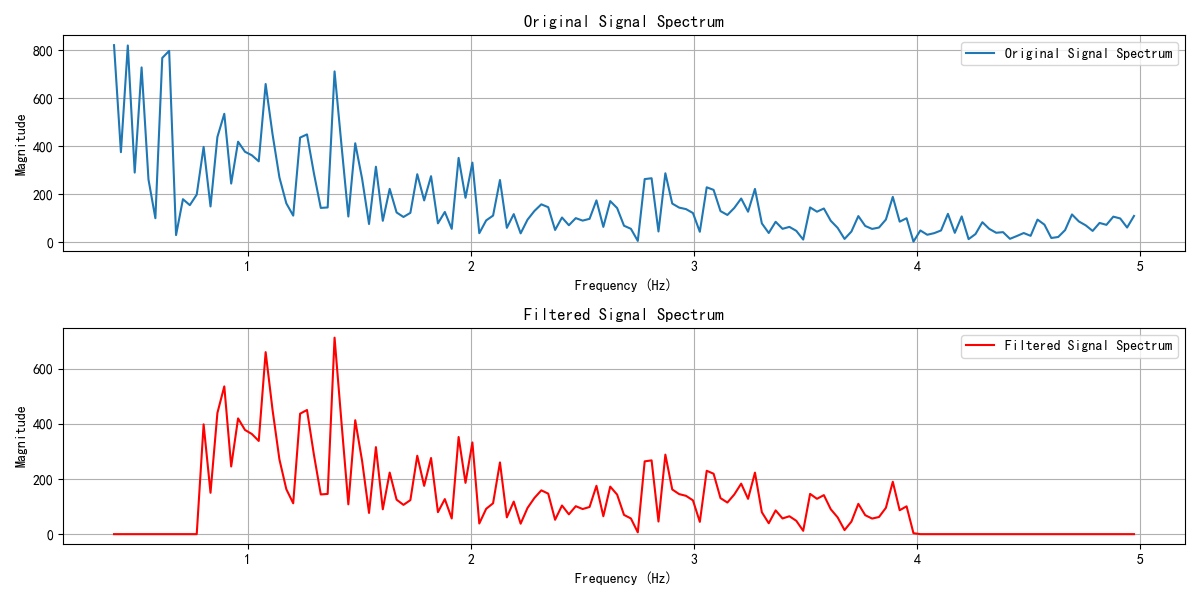 Original Signal Spectrum
Original Signal Spectrum
Magnitude
800
600
400
200
0
1
2
3
4
5
Frequency (Hz)
Filtered Signal Spectrum
Filtered Signal Spectrum
Magnitude
600
400
200
0
1
2
3
4
5
Frequency (Hz)